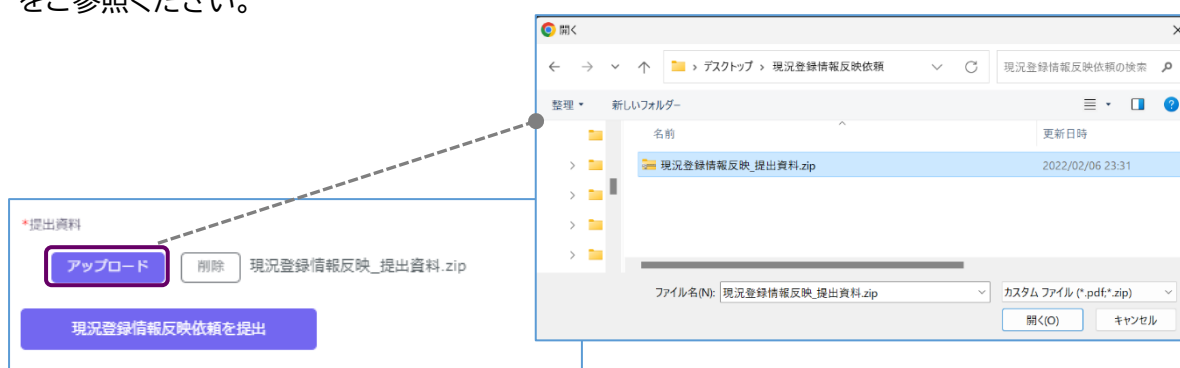 をご参照ください。
開く
デスクトップ › 現況登録情報反映依頼
現況登録情報反映依頼の検索
整理
新しいフォルダー
名前
更新日時
現況登録情報反映_提出資料.zip
2022/02/06 23:31
ファイル名(N):
現況登録情報反映_提出資料.zip
カスタム ファイル (*.pdf;*.zip)
開く(O)
キャンセル
*提出資料
アップロード
削除
現況登録情報反映_提出資料.zip
現況登録情報反映依頼を提出